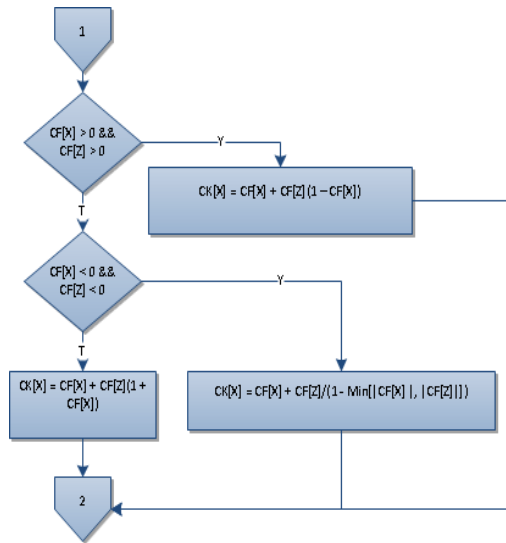 1
CF[X] > 0 &&
CF[Z] > 0
Y
CK[X] = CF[X] + CF[Z](1 – CF[X])
T
CF[X] < 0 &&
CF[Z] < 0
Y
T
CK[X] = CF[X] + CF[Z](1 +
CF[X])
CK[X] = CF[X] + CF[Z]/(1- Min[|CF[X]|, |CF[Z]|])
2